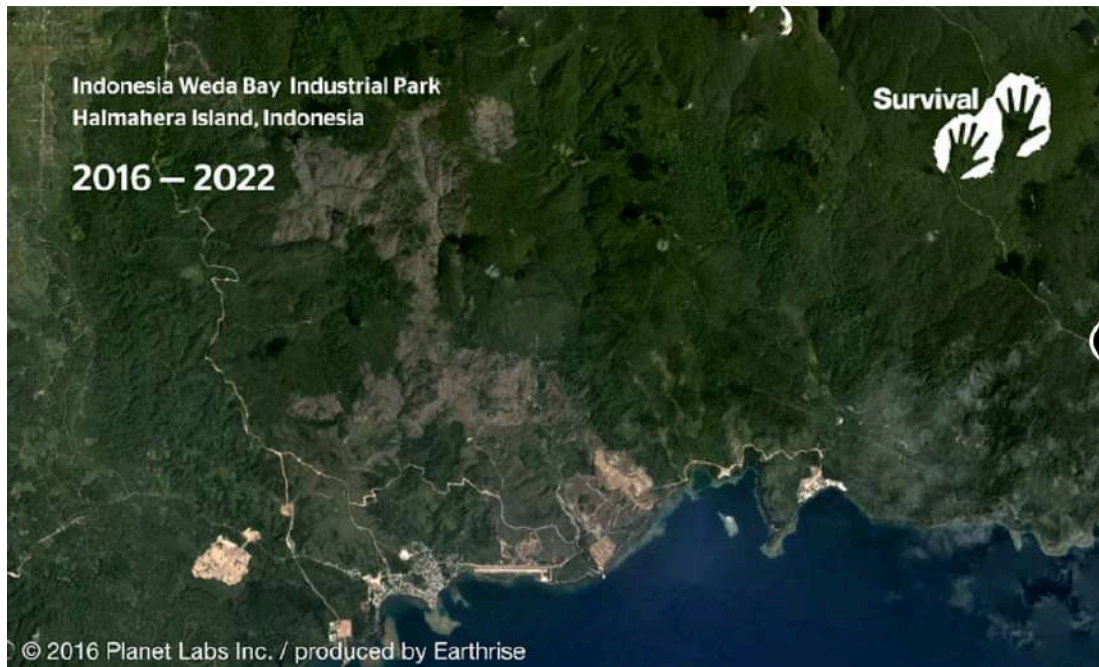 Indonesia Weda Bay Industrial Park
Halmahera Island, Indonesia
2016 — 2022
Survival
© 2016 Planet Labs Inc. / produced by Earthrise